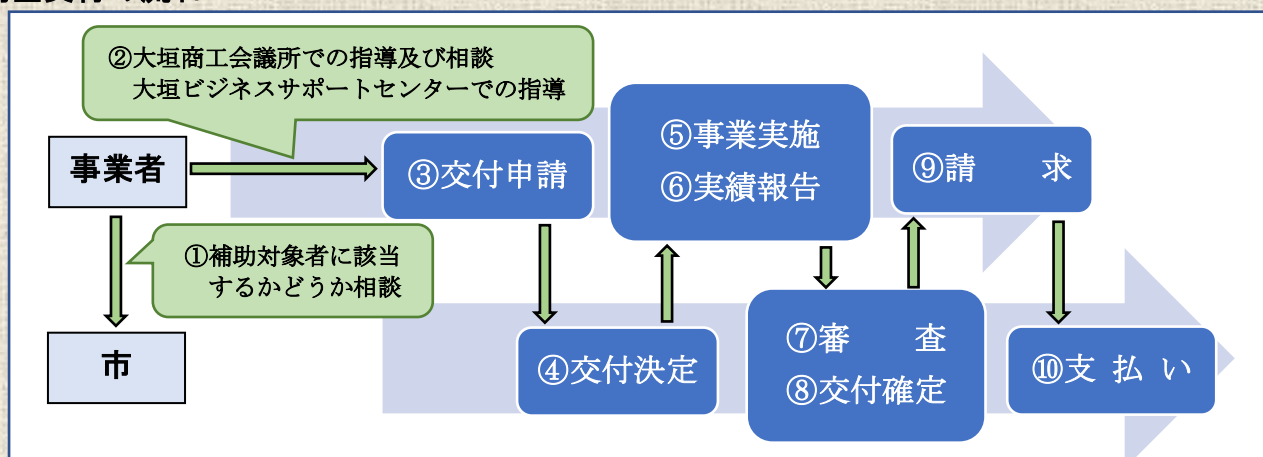 ②大垣商工会議所での指導及び相談
大垣ビジネスサポートセンターでの指導
事業者
③交付申請
⑤事業実施
⑥実績報告
⑨請　　求
①補助対象者に該当
するかどうか相談
市
④交付決定
⑦審　　査
⑧交付確定
⑩支 払 い